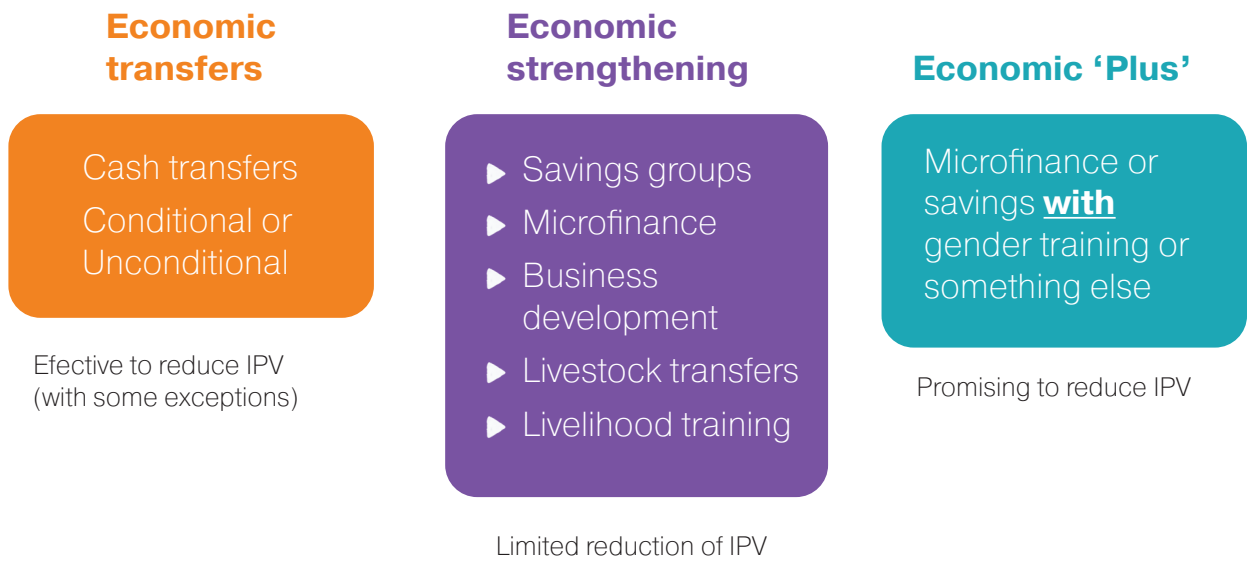 Economic
transfers
Cash transfers
Conditional or
Unconditional
Efective to reduce IPV
(with some exceptions)
Economic
strengthening
Savings groups
Microfinance
Business
development
Livestock transfers
Livelihood training
Limited reduction of IPV
Economic ‘Plus’
Microfinance or
savings with
gender training or
something else
Promising to reduce IPV